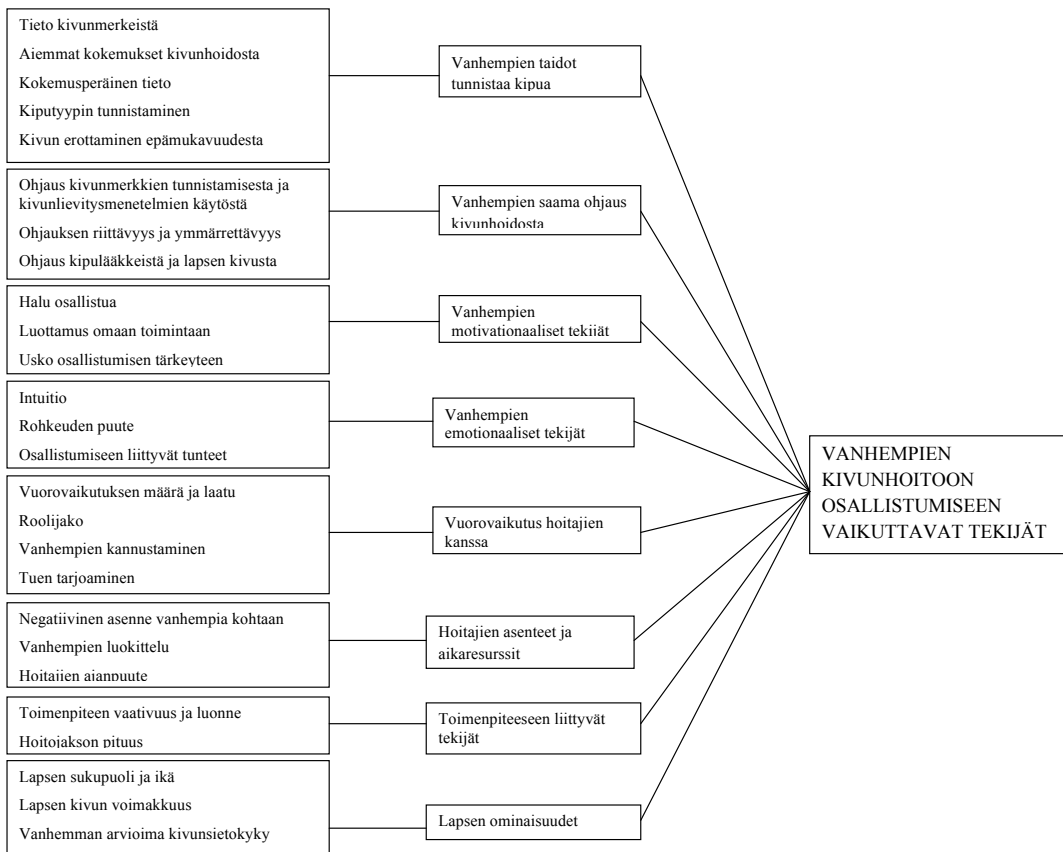 Tieto kivunmerkeistä
Aiemmat kokemukset kivunhoidosta
Kokemusperäinen tieto
Kiputyypin tunnistaminen
Kivun erottaminen epämukavuudesta
Vanhempien taidot
tunnistaa kipua
Ohjaus kivunmerkkien tunnistamisesta ja
kivunlievitysmenetelmien käytöstä
Ohjauksen riittävyys ja ymmärrettävyys
Ohjaus kipulääkkeistä ja lapsen kivusta
Vanhempien saama ohjaus
kivunhoidosta
Halu osallistua
Luottamus omaan toimintaan
Usko osallistumisen tärkeyteen
Vanhempien
motivationaaliset tekijät
Intuitio
Rohkeuden puute
Osallistumiseen liittyvät tunteet
Vanhempien
emotionaaliset tekijät
Vuorovaikutuksen määrä ja laatu
Roolijako
Vanhempien kannustaminen
Tuen tarjoaminen
Vuorovaikutus hoitajien
kanssa
Negatiivinen asenne vanhempia kohtaan
Vanhempien luokittelu
Hoitajien ajanpuute
Hoitajien asenteet ja
aikaresurssit
Toimenpiteen vaativuus ja luonne
Hoitojakson pituus
Toimenpiteeseen liittyvät
tekijät
Lapsen sukupuoli ja ikä
Lapsen kivun voimakkuus
Vanhemman arvioima kivunsietokyky
Lapsen ominaisuudet
VANHEMPIEN
KIVUNHOITOON
OSALLISTUMISEEN
VAIKUTTAVAT TEKIJÄT